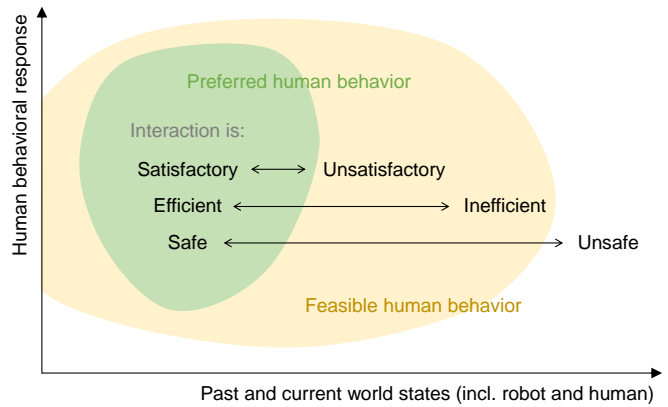 Human behavioral response
Preferred human behavior
Interaction is:
Satisfactory Unsatisfactory
Efficient Inefficient
Safe Unsafe
Feasible human behavior
Past and current world states (incl. robot and human)